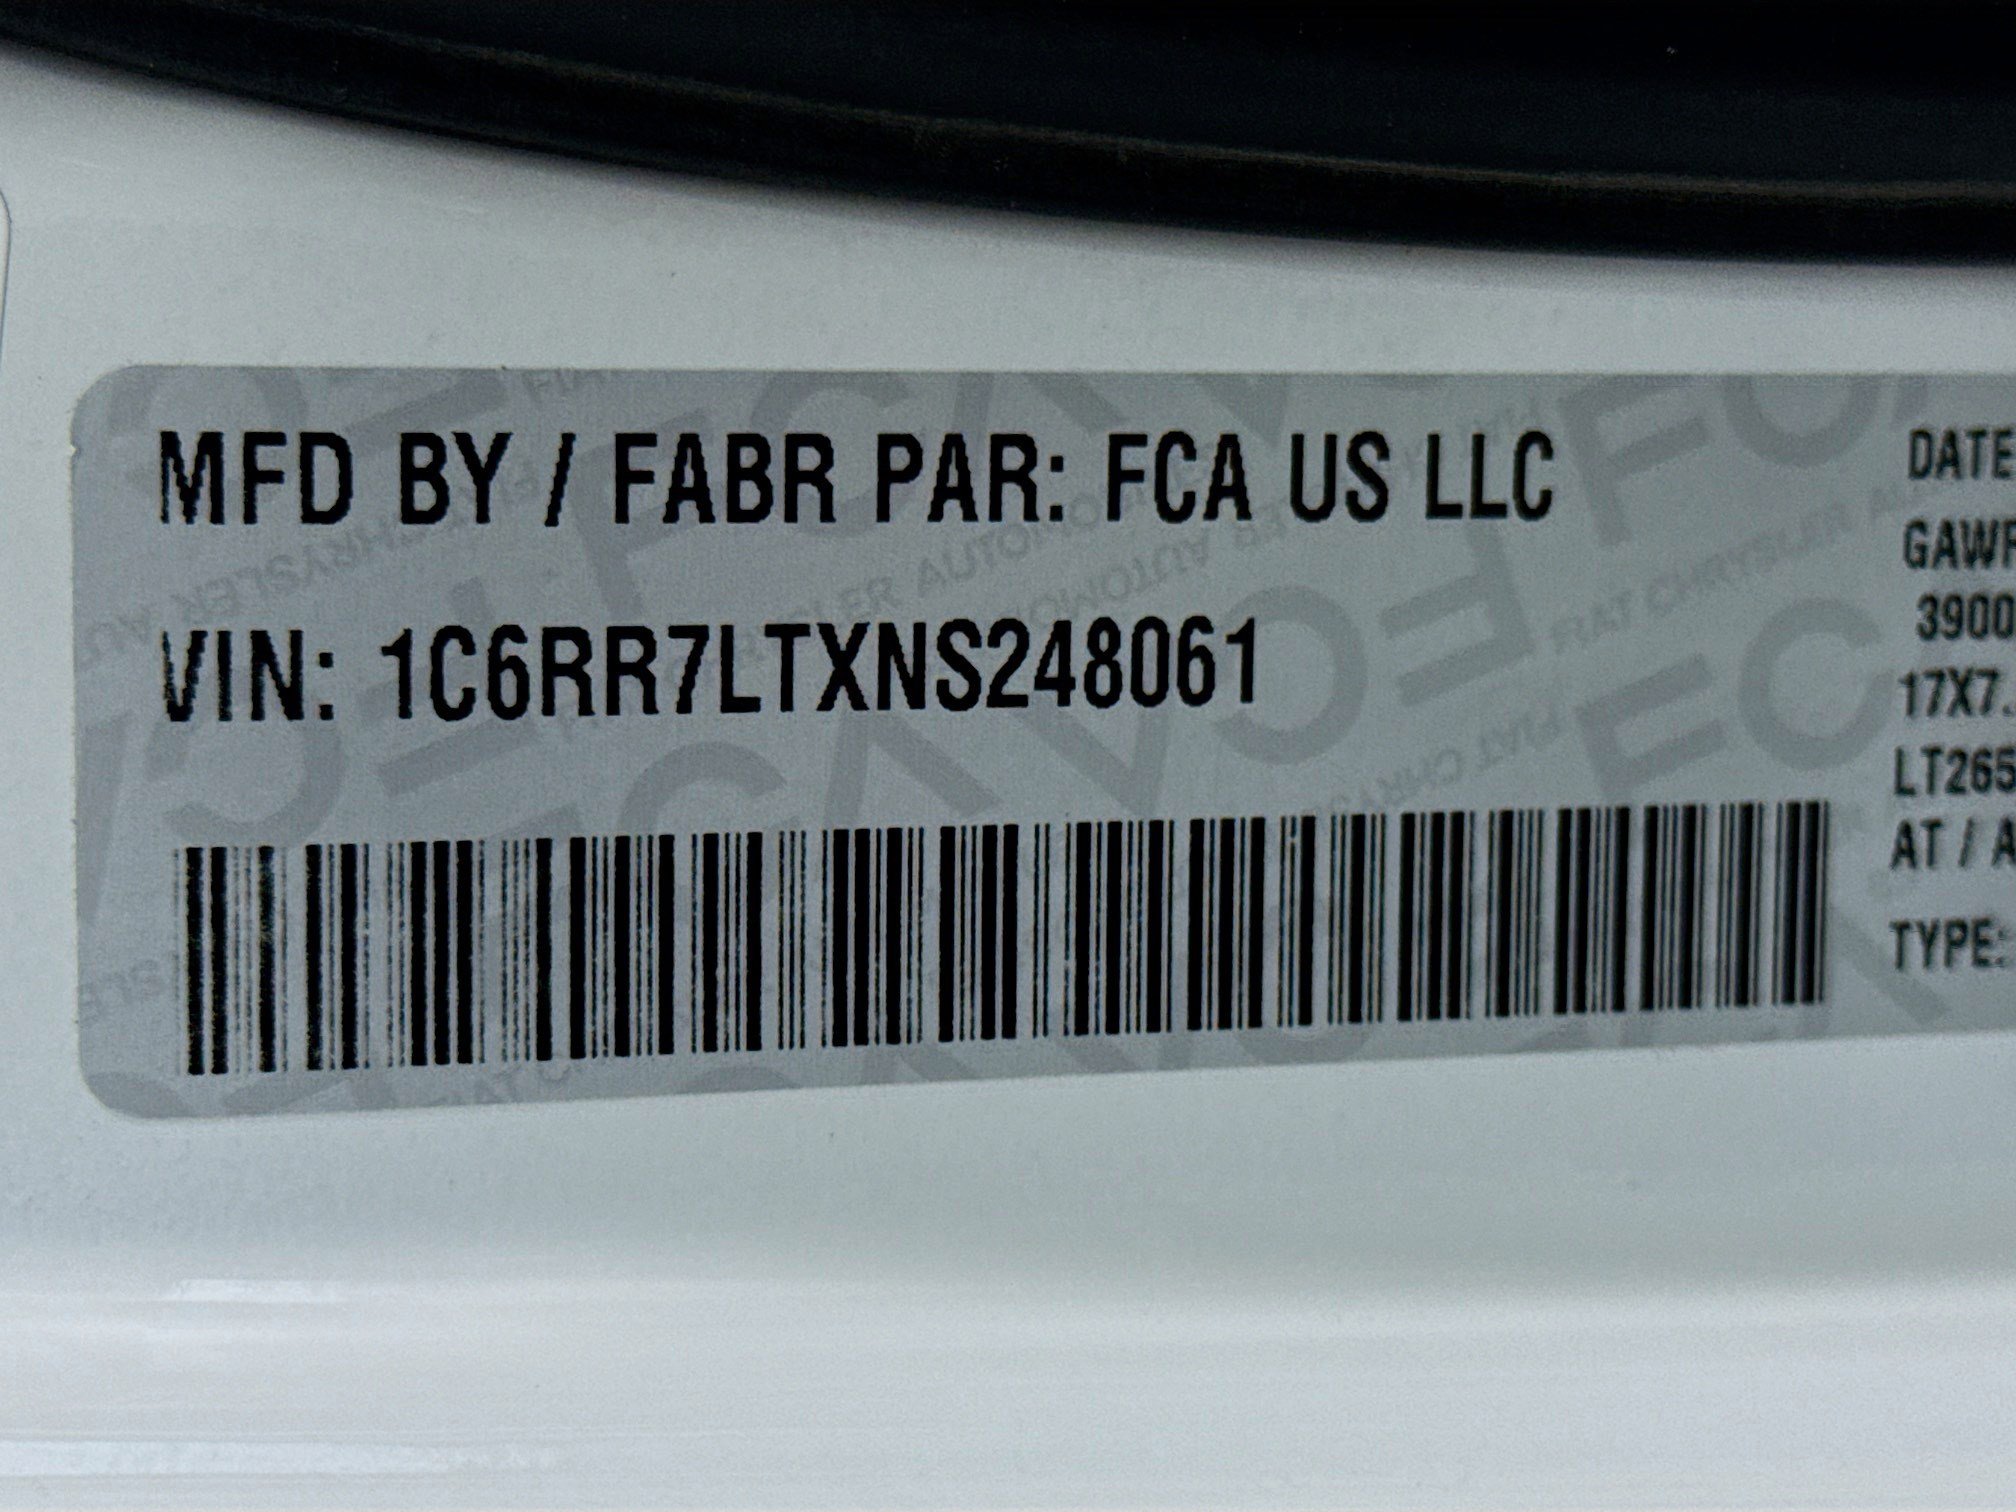 MFD BY / FABR PAR: FCA US LLC
VIN: 1C6RR7LTXNS248061
DATE
GAWR
3900
17X7.
LT265
AT / A
TYPE: